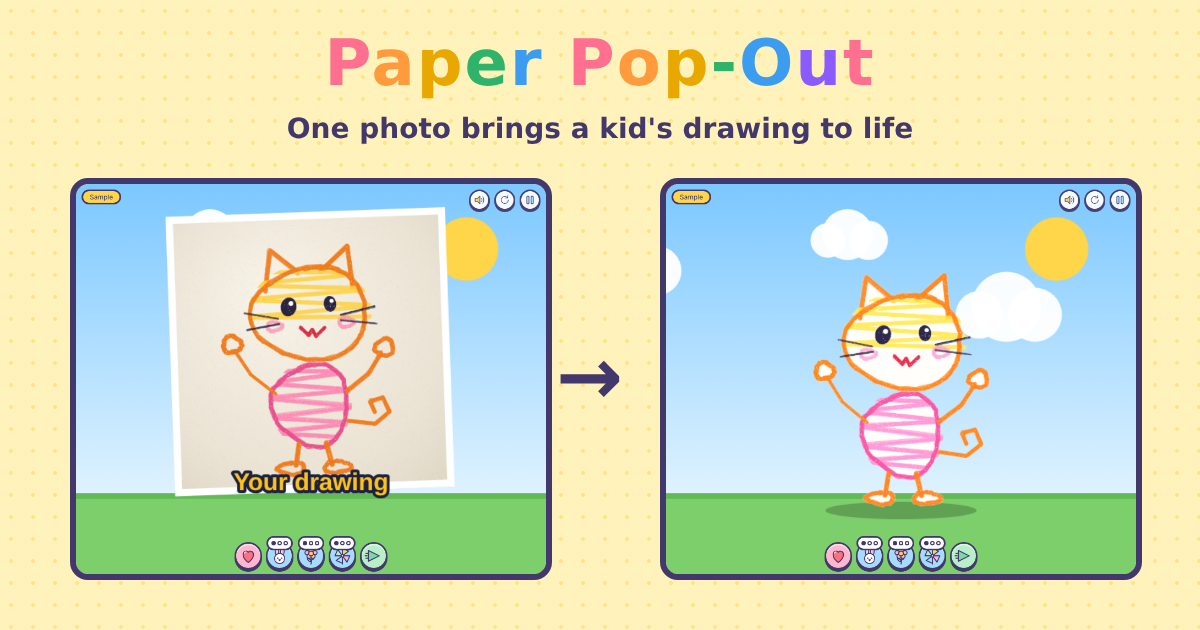 Paper Pop-Out
One photo brings a kid's drawing to life
Sample
Sample
Your drawing